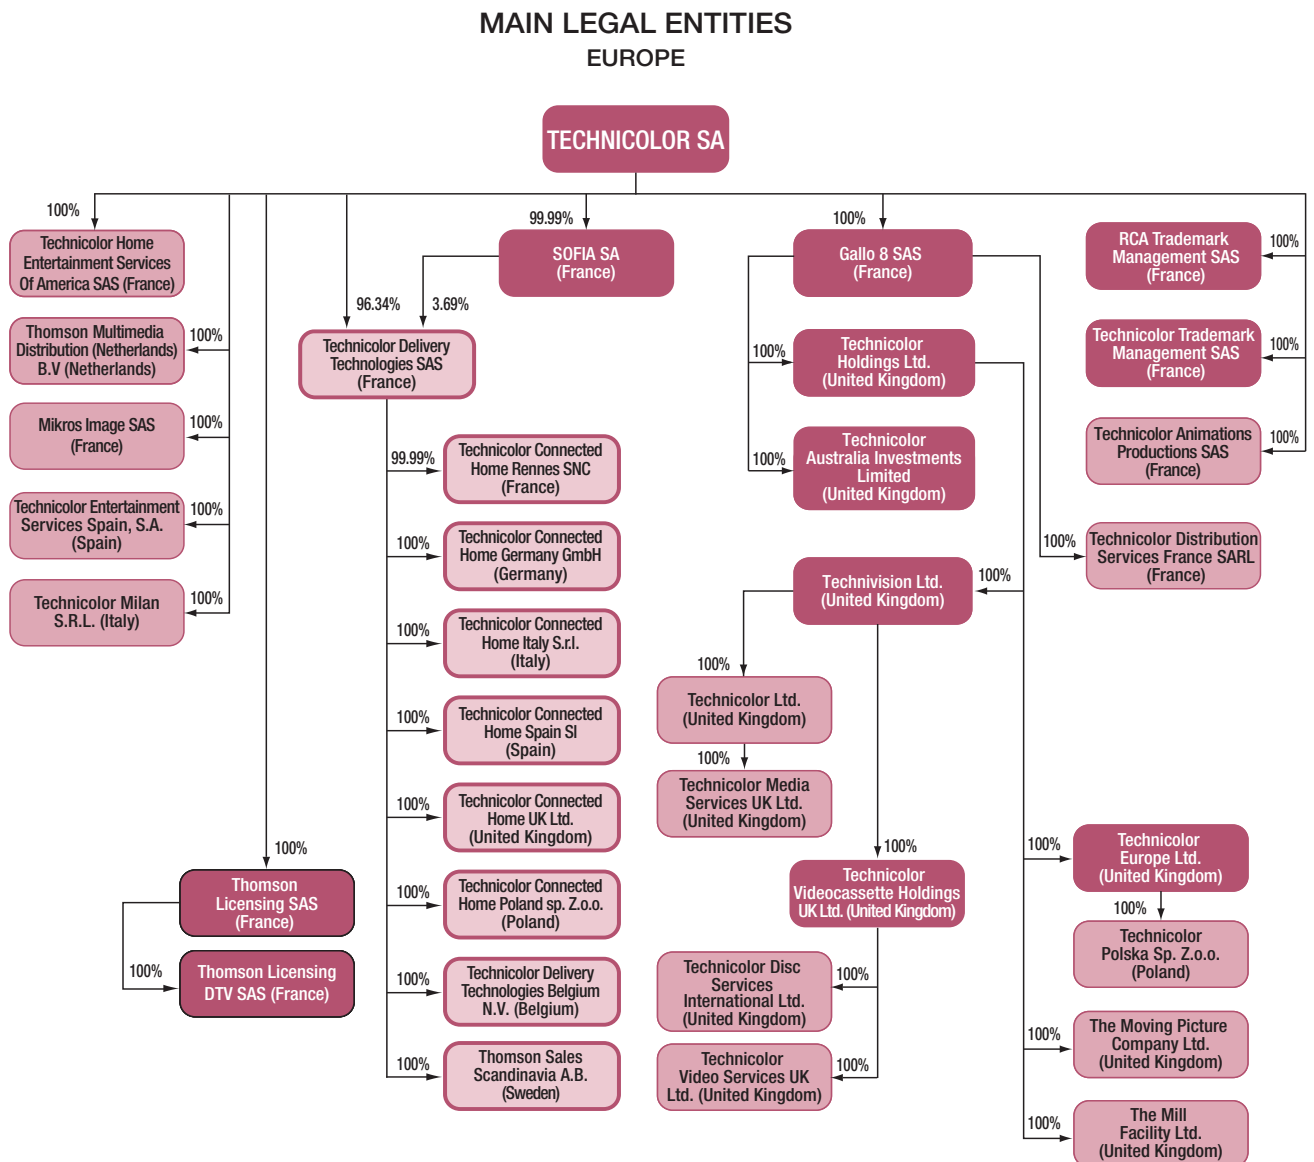 MAIN LEGAL ENTITIES
EUROPE
TECHNICOLOR SA
100%
Technicolor Home
Entertainment Services
Of America SAS (France)
100%
Thomson Multimedia
Distribution (Netherlands)
B.V (Netherlands)
100%
Mikros Image SAS
(France)
100%
Technicolor Entertainment
Services Spain, S.A.
(Spain)
100%
Technicolor Milan
S.R.L. (Italy)
100%
Thomson
Licensing SAS
(France)
100%
Thomson Licensing
DTV SAS (France)
99.99%
SOFIA SA
(France)
96.34%
3.69%
Technicolor Delivery
Technologies SAS
(France)
99.99%
Technicolor Connected
Home Rennes SNC
(France)
100%
Technicolor Connected
Home Germany GmbH
(Germany)
100%
Technicolor Connected
Home Italy S.r.l.
(Italy)
100%
Technicolor Connected
Home Spain Sl
(Spain)
100%
Technicolor Connected
Home UK Ltd.
(United Kingdom)
100%
Technicolor Connected
Home Poland sp. Z.o.o.
(Poland)
100%
Technicolor Delivery
Technologies Belgium
N.V. (Belgium)
100%
Thomson Sales
Scandinavia A.B.
(Sweden)
100%
Gallo 8 SAS
(France)
100%
Technicolor
Holdings Ltd.
(United Kingdom)
100%
Technicolor
Australia Investments
Limited
(United Kingdom)
100%
Technivision Ltd.
(United Kingdom)
100%
Technicolor Ltd.
(United Kingdom)
100%
Technicolor Media
Services UK Ltd.
(United Kingdom)
100%
Technicolor
Videocassette Holdings
UK Ltd. (United Kingdom)
100%
Technicolor Disc
Services
International Ltd.
(United Kingdom)
100%
Technicolor
Video Services UK
Ltd. (United Kingdom)
100%
RCA Trademark
Management SAS
(France)
100%
Technicolor Trademark
Management SAS
(France)
100%
Technicolor Animations
Productions SAS
(France)
100%
Technicolor Distribution
Services France SARL
(France)
100%
Technicolor
Europe Ltd.
(United Kingdom)
100%
Technicolor
Polska Sp. Z.o.o.
(Poland)
100%
The Moving Picture
Company Ltd.
(United Kingdom)
100%
The Mill
Facility Ltd.
(United Kingdom)